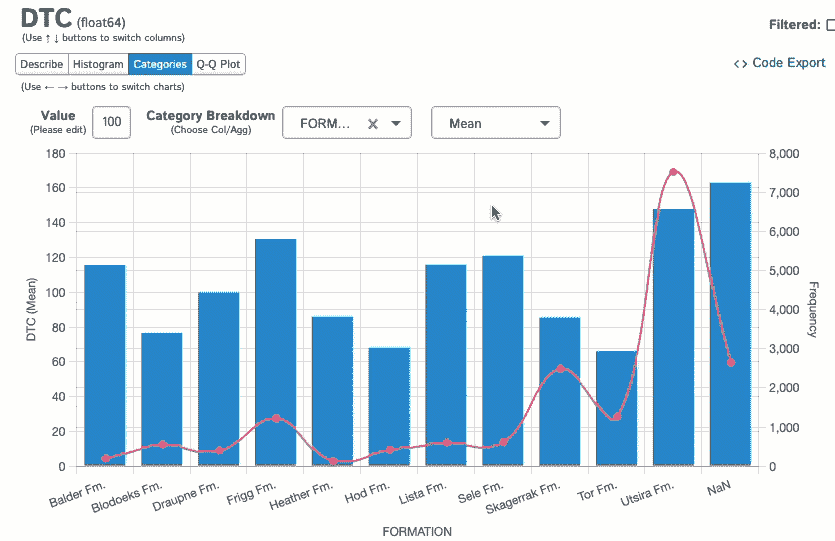 DTC (float64)
(Use ↑ ↓ buttons to switch columns)
Filtered:
Describe Histogram Categories Q-Q Plot
<> Code Export
(Use ← → buttons to switch charts)
Value
(Please edit)
100
Category Breakdown
(Choose Col/Agg)
FORM... ×
Mean
180 8,000
160 7,000
140 6,000
120 5,000
100 4,000
80 3,000
60 2,000
40 1,000
20 0
0
DTC (Mean)
Frequency
Balder Fm. Blodoeks Fm. Draupne Fm. Frigg Fm. Heather Fm. Hod Fm. Lista Fm. Sele Fm. Skagerrak Fm. Tor Fm. Utsira Fm. NaN
FORMATION